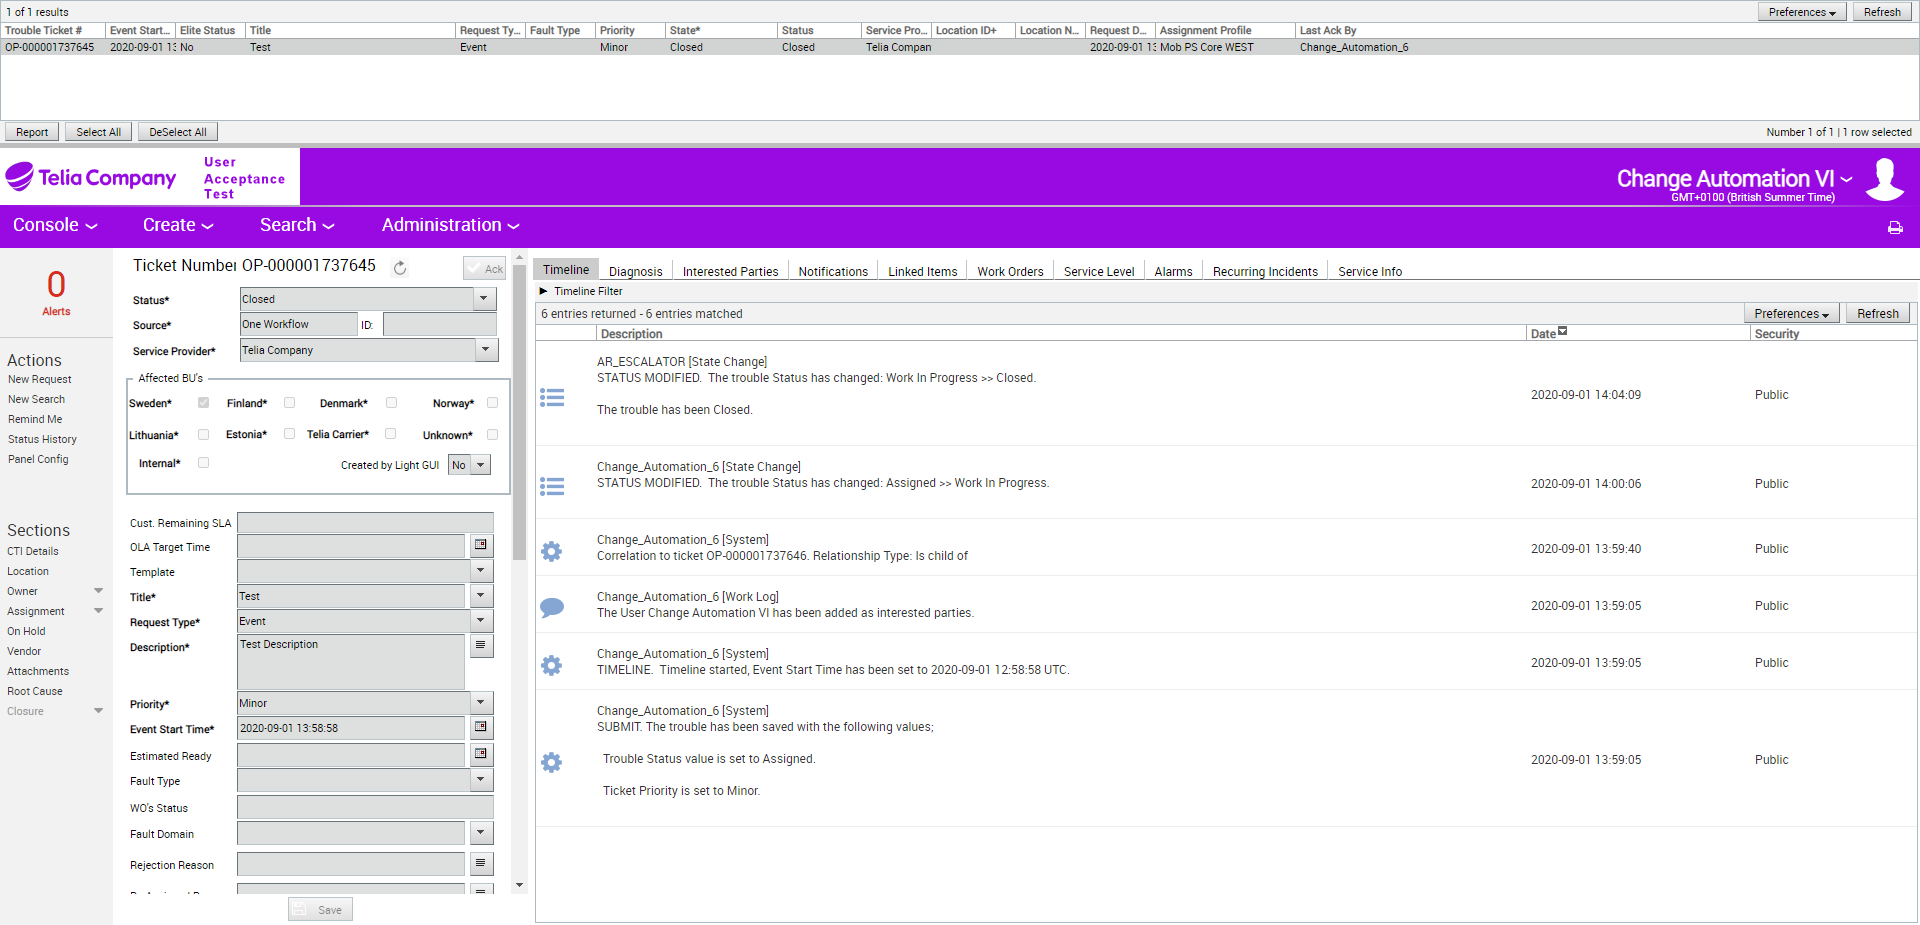 1 of 1 results
Preferences Refresh
Trouble Ticket # Event Start... Elite Status Title Request Ty... Fault Type Priority State* Status Service Pro... Location ID+ Location N... Request D... Assignment Profile Last Ack By
OP-000001737645 2020-09-01 13 No Test Event Minor Closed Closed Telia Compan 2020-09-01 13 Mob PS Core WEST Change_Automation_6
Report Select All DeSelect All Number 1 of 1 | 1 row selected
Telia Company
User
Acceptance
Test
Change Automation VI
GMT+0100 (British Summer Time)
Console Create Search Administration
0
Alerts
Actions
New Request
New Search
Remind Me
Status History
Panel Config
Sections
CTI Details
Location
Owner
Assignment
On Hold
Vendor
Attachments
Root Cause
Closure
Ticket Number OP-000001737645 Ack
Status* Closed
Source* One Workflow ID:
Service Provider* Telia Company
Affected BU's
Sweden* Finland* Denmark* Norway*
Lithuania* Estonia* Telia Carrier* Unknown*
Internal* Created by Light GUI No
Cust. Remaining SLA
OLA Target Time
Template
Title* Test
Request Type* Event
Description* Test Description
Priority* Minor
Event Start Time* 2020-09-01 13:58:58
Estimated Ready
Fault Type
WO's Status
Fault Domain
Rejection Reason
Save
Timeline Diagnosis Interested Parties Notifications Linked Items Work Orders Service Level Alarms Recurring Incidents Service Info
Timeline Filter
6 entries returned - 6 entries matched Preferences Refresh
Description Date Security
AR_ESCALATOR [State Change]
STATUS MODIFIED. The trouble Status has changed: Work In Progress >> Closed.
The trouble has been Closed.
2020-09-01 14:04:09 Public
Change_Automation_6 [State Change]
STATUS MODIFIED. The trouble Status has changed: Assigned >> Work In Progress.
2020-09-01 14:00:06 Public
Change_Automation_6 [System]
Correlation to ticket OP-000001737646. Relationship Type: Is child of
2020-09-01 13:59:40 Public
Change_Automation_6 [Work Log]
The User Change Automation VI has been added as interested parties.
2020-09-01 13:59:05 Public
Change_Automation_6 [System]
TIMELINE. Timeline started, Event Start Time has been set to 2020-09-01 12:58:58 UTC.
2020-09-01 13:59:05 Public
Change_Automation_6 [System]
SUBMIT. The trouble has been saved with the following values;
Trouble Status value is set to Assigned.
Ticket Priority is set to Minor.
2020-09-01 13:59:05 Public